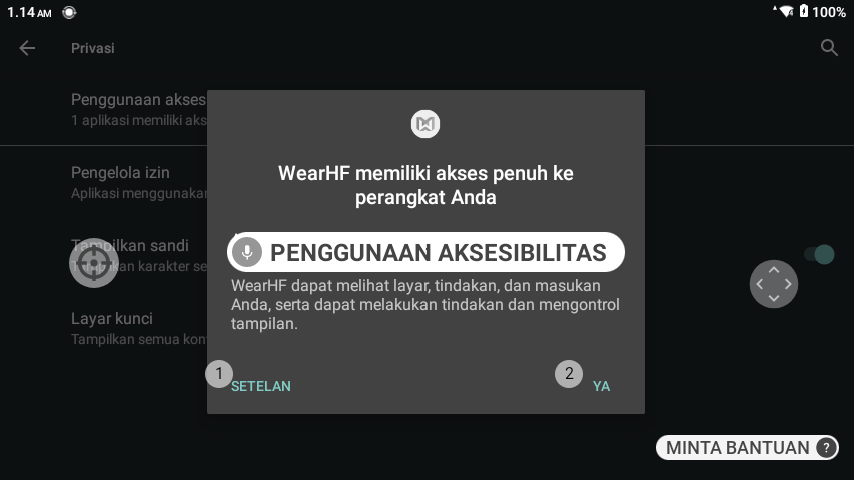 1.14 AM
100%
Privasi
Penggunaan akses
1 aplikasi memiliki aks
Pengelola izin
Aplikasi menggunakan
Tampilkan sandi
Tampilkan karakter se
Layar kunci
Tampilkan semua kon
WearHF memiliki akses penuh ke
perangkat Anda
PENGGUNAAN AKSESIBILITAS
WearHF dapat melihat layar, tindakan, dan masukan
Anda, serta dapat melakukan tindakan dan mengontrol
tampilan.
1 SETELAN
2 YA
MINTA BANTUAN ?